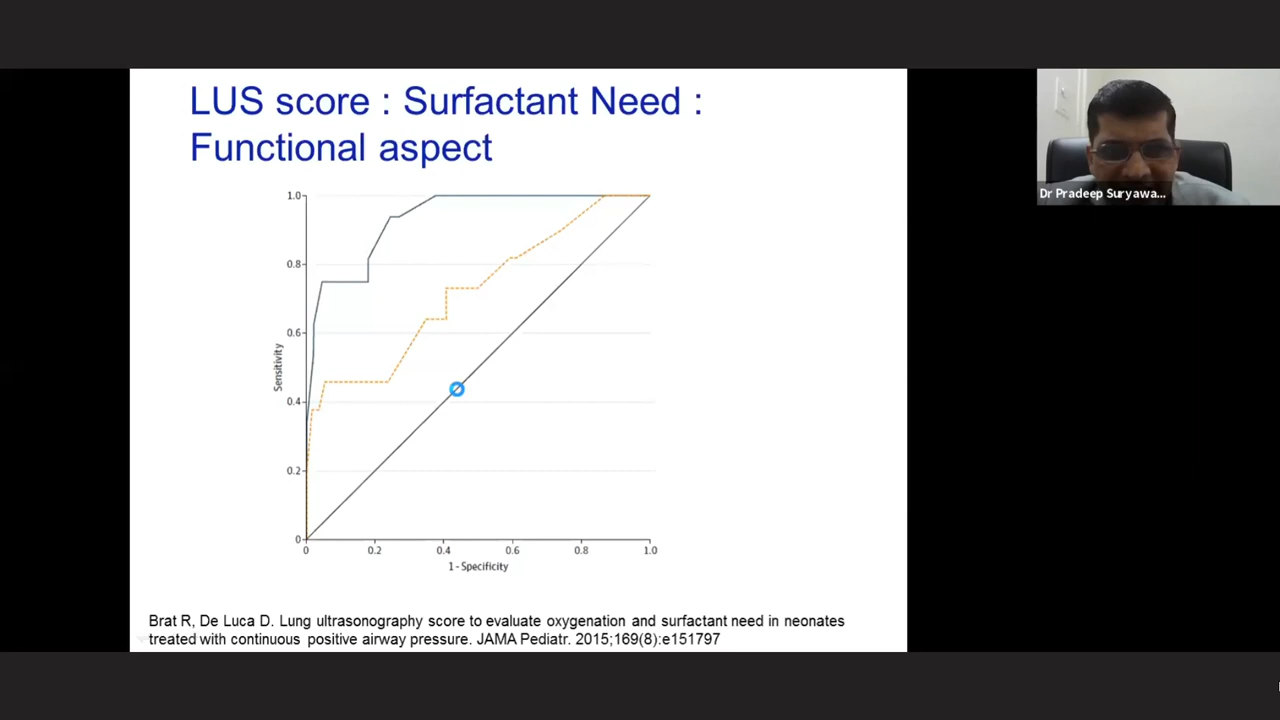 LUS score : Surfactant Need :
Functional aspect
Dr Pradeep Suryawa...
1.0
0.8
0.6
0.4
0.2
0
Sensitivity
0
0.2
0.4
0.6
0.8
1.0
1-Specificity
Brat R, De Luca D. Lung ultrasonography score to evaluate oxygenation and surfactant need in neonates
treated with continuous positive airway pressure. JAMA Pediatr. 2015;169(8):e151797